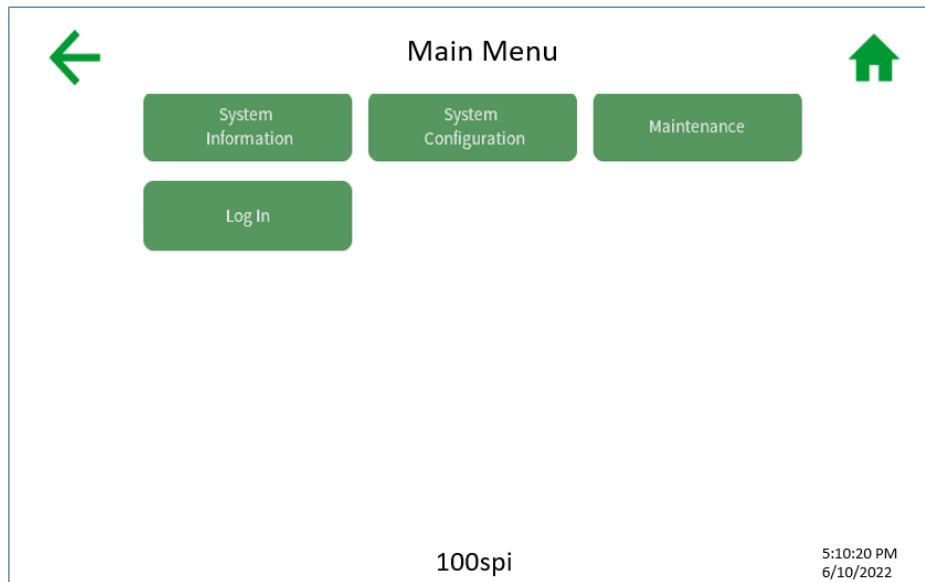 Main Menu
System
Information
System
Configuration
Maintenance
Log In
100spi
5:10:20 PM
6/10/2022